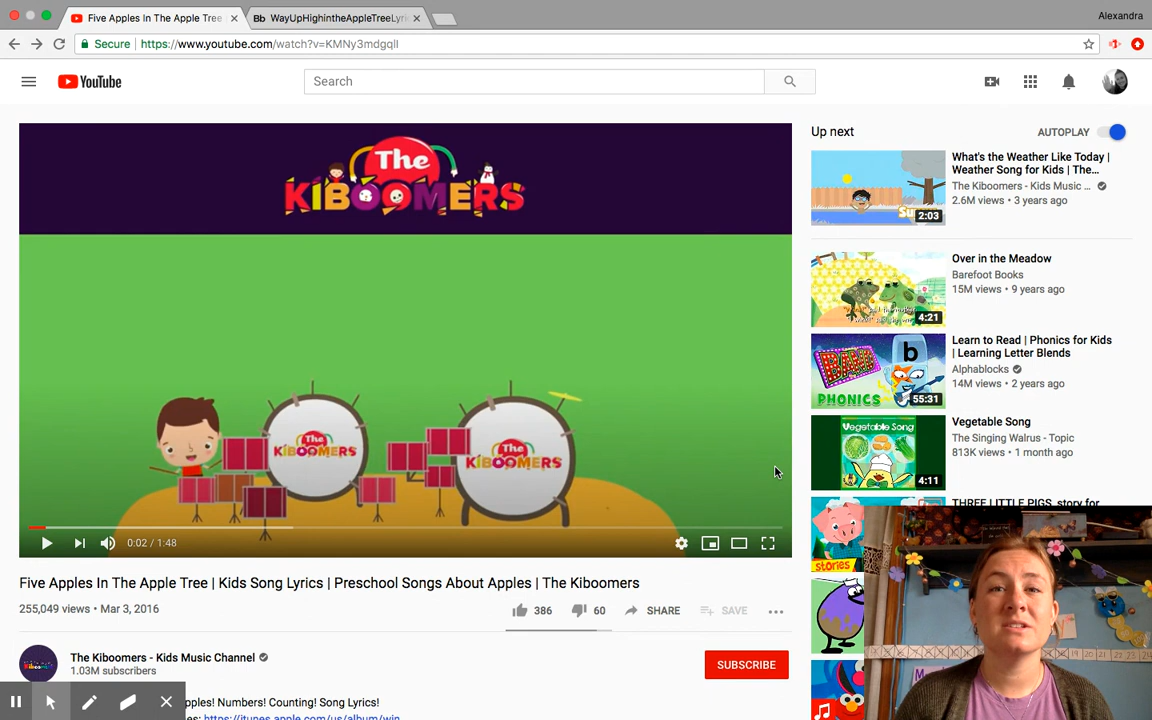 Five Apples In The Apple Tree
WayUpHighintheAppleTreeLyri
Alexandra
Secure
https://www.youtube.com/watch?v=KMNy3mdgqlI
YouTube
Search
The
KIBOOMERS
The
KIBOOMERS
The
KIBOOMERS
0:02 / 1:48
Five Apples In The Apple Tree | Kids Song Lyrics | Preschool Songs About Apples | The Kiboomers
255,049 views • Mar 3, 2016
386
60
SHARE
SAVE
The Kiboomers - Kids Music Channel
1.03M subscribers
SUBSCRIBE
pples! Numbers! Counting! Song Lyrics!
es: https://itunes.apple.com/us/album/win
Up next
AUTOPLAY
2:03
What's the Weather Like Today |
Weather Song for Kids | The...
The Kiboomers - Kids Music ...
2.6M views • 3 years ago
4:21
Over in the Meadow
Barefoot Books
15M views • 9 years ago
b
PHONICS
55:31
Learn to Read | Phonics for Kids
| Learning Letter Blends
Alphablocks
14M views • 2 years ago
Vegetable Song
4:11
Vegetable Song
The Singing Walrus - Topic
813K views • 1 month ago
THREE LITTLE PIGS story for
stories